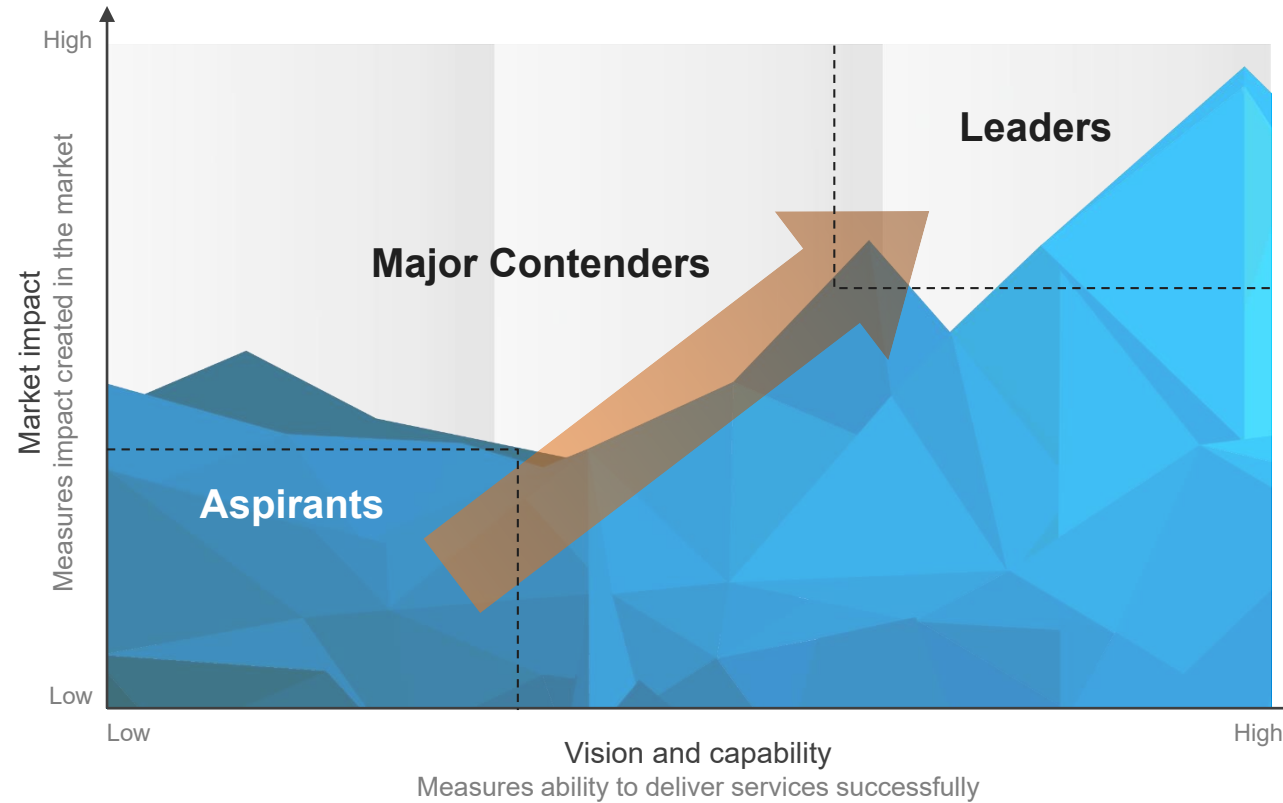 High
Leaders
Major Contenders
Market impact
Measures impact created in the market
Aspirants
Low
Low
High
Vision and capability
Measures ability to deliver services successfully